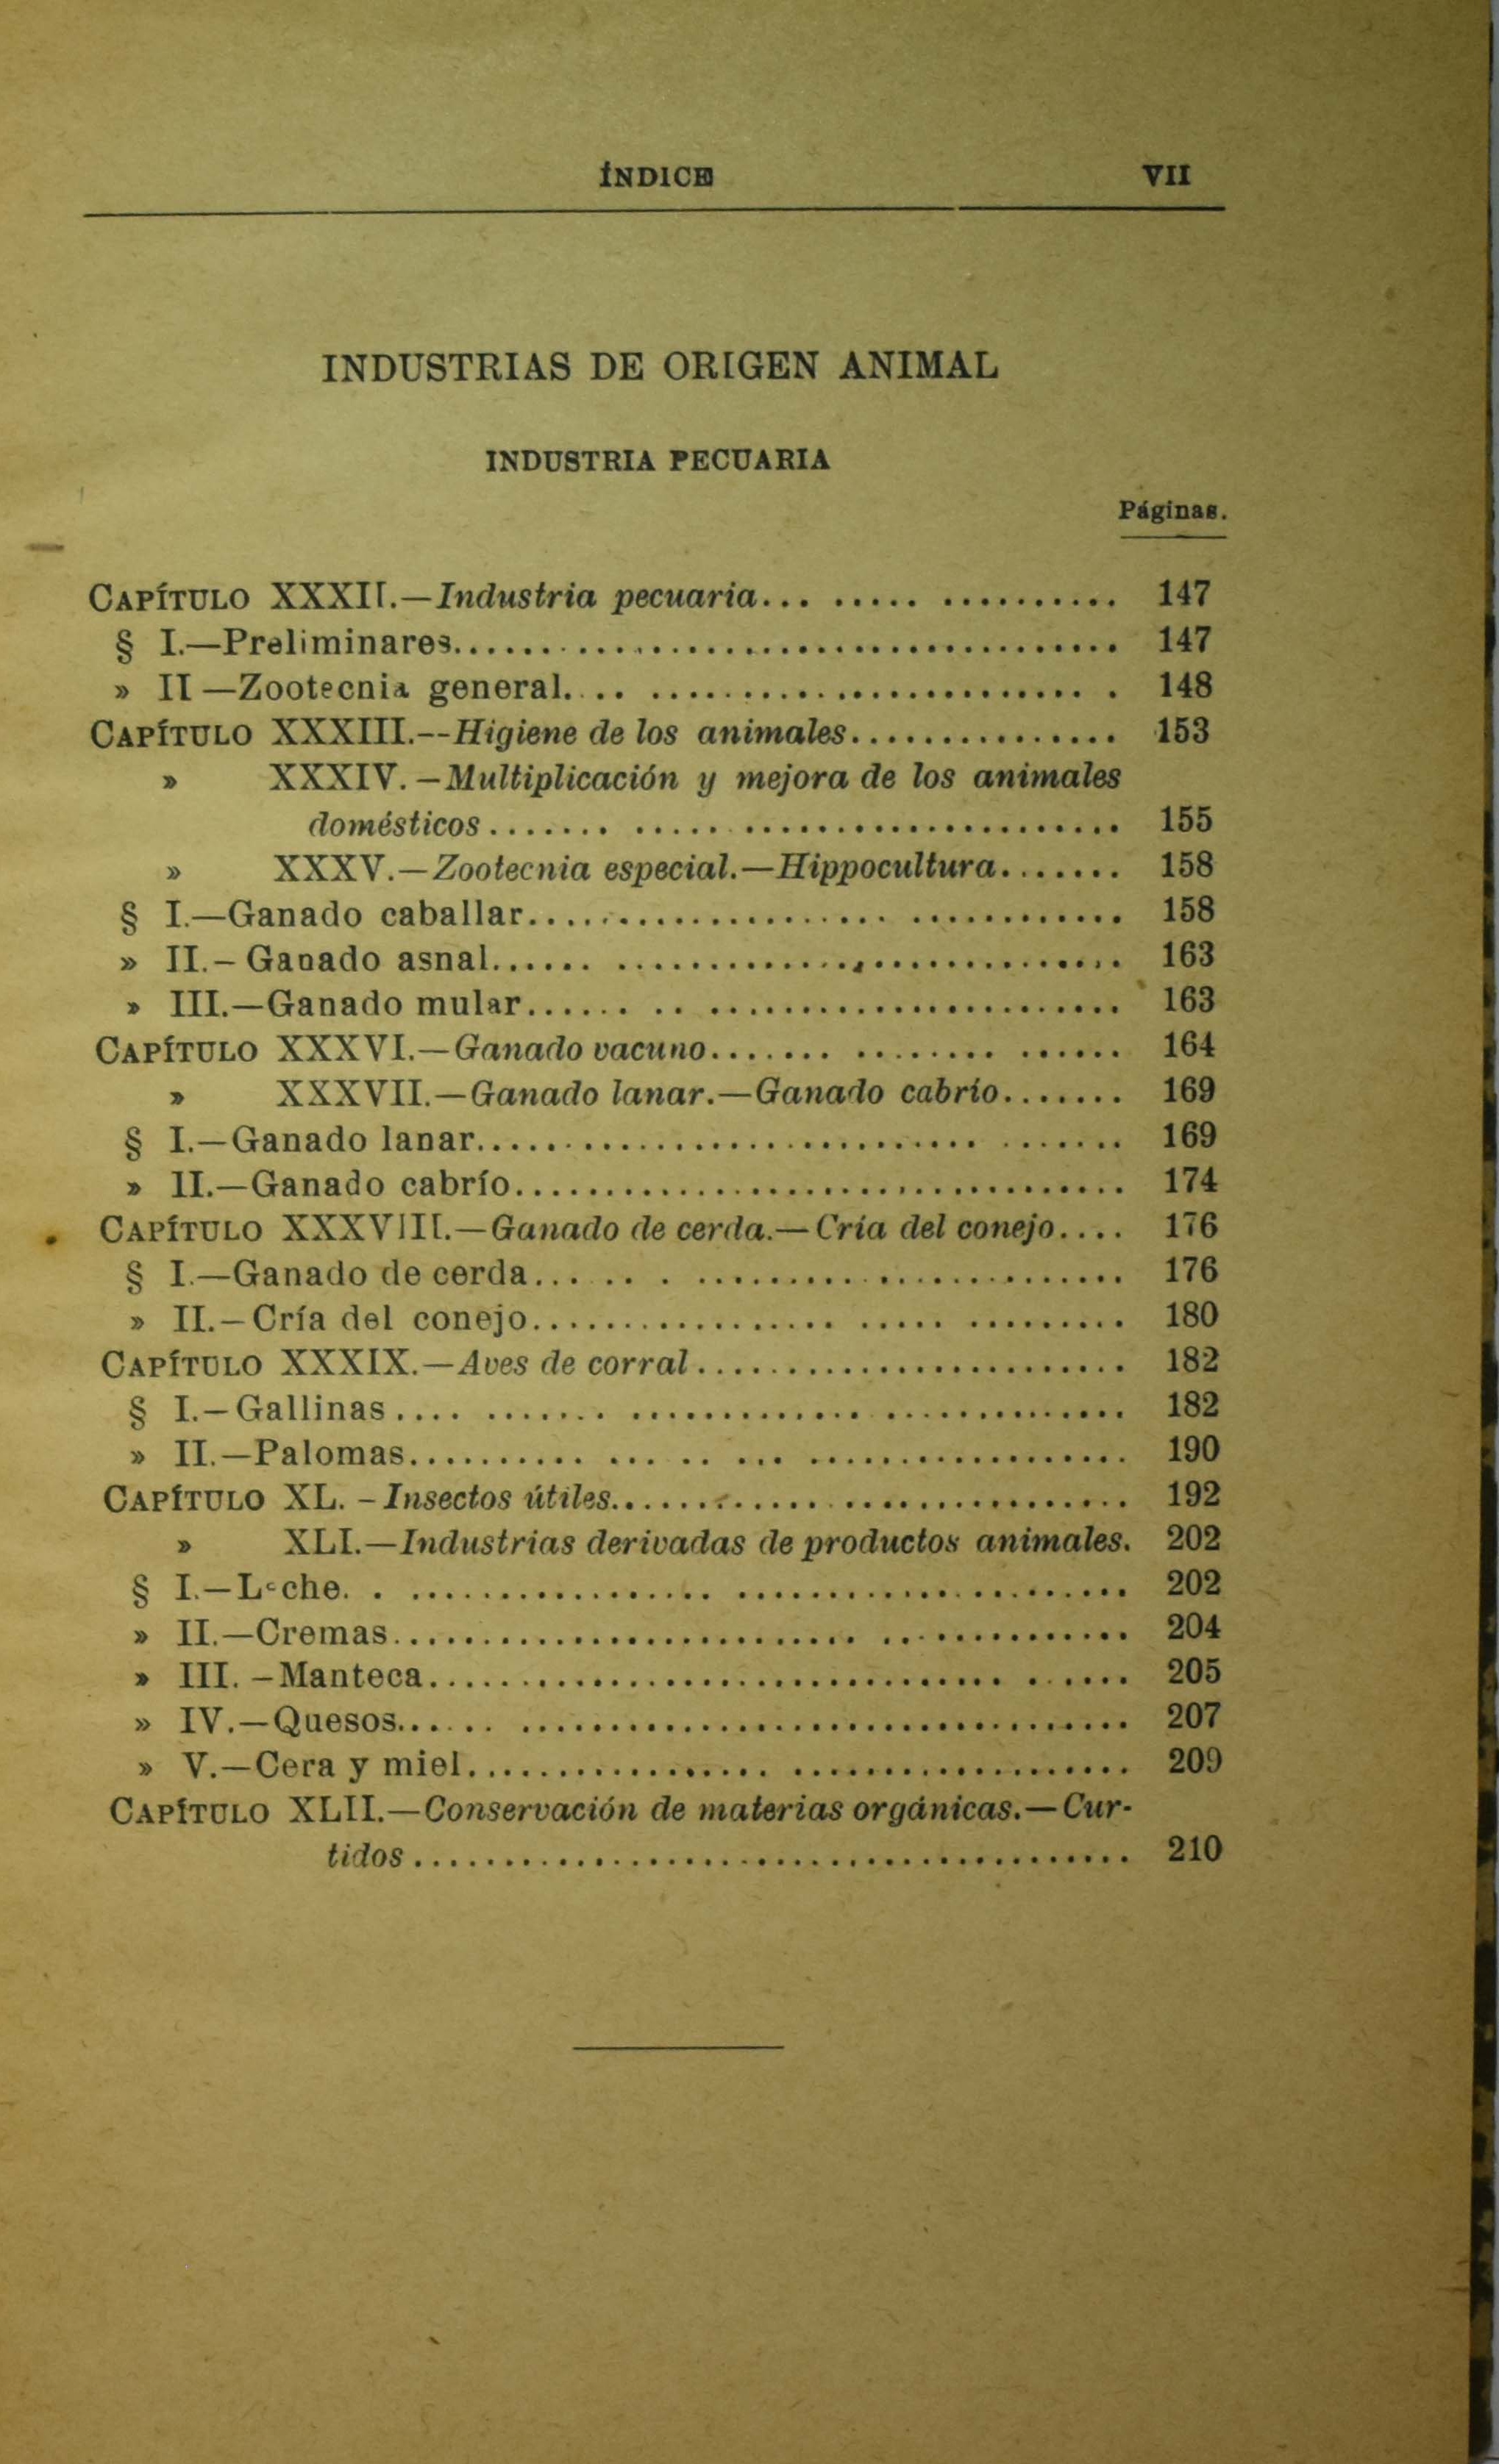 ÍNDICE VII
INDUSTRIAS DE ORIGEN ANIMAL
INDUSTRIA PECUARIA
Páginas.
CAPÍTULO XXXII.—Industria pecuaria... ..... .......... 147
§ I.—Preliminares.................................... 147
» II —Zootecnia general.... .......................... . 148
CAPÍTULO XXXIII.--Higiene de los animales............... 153
» XXXIV. —Multiplicación y mejora de los animales
domésticos....... ..... ..................... 155
» XXXV.—Zootecnia especial.—Hippocultura....... 158
§ I.—Ganado caballar.................... ............ 158
» II.—Ganado asnal...... ............................ 163
» III.—Ganado mular...... .. ....................... 163
CAPÍTULO XXXVI.—Ganado vacuno....... ........ ...... 164
» XXXVII.—Ganado lanar.—Ganado cabrío....... 169
§ I.—Ganado lanar............................ ....... 169
» II.—Ganado cabrío................................. 174
CAPÍTULO XXXVIII.—Ganado de cerda.—Cría del conejo.... 176
§ I.—Ganado de cerda... .. . ........................ 176
» II.—Cría del conejo................. ..... ......... 180
CAPÍTULO XXXIX.—Aves de corral........................ 182
§ I.—Gallinas.... ....... ............. .............. 182
» II.—Palomas.......... ... .. ... .................. 190
CAPÍTULO XL. -Insectos útiles............ ................ 192
» XLI.—Industrias derivadas de productos animales. 202
§ I.—Leche. . ................. ...................... 202
» II.—Cremas.......................... .............. 204
» III. -Manteca................................ ...... 205
» IV.—Quesos...... .................................. 207
» V.—Cera y miel................. ................... 209
CAPÍTULO XLII.—Conservación de materias orgánicas.—Cur-
tidos........................................ 210